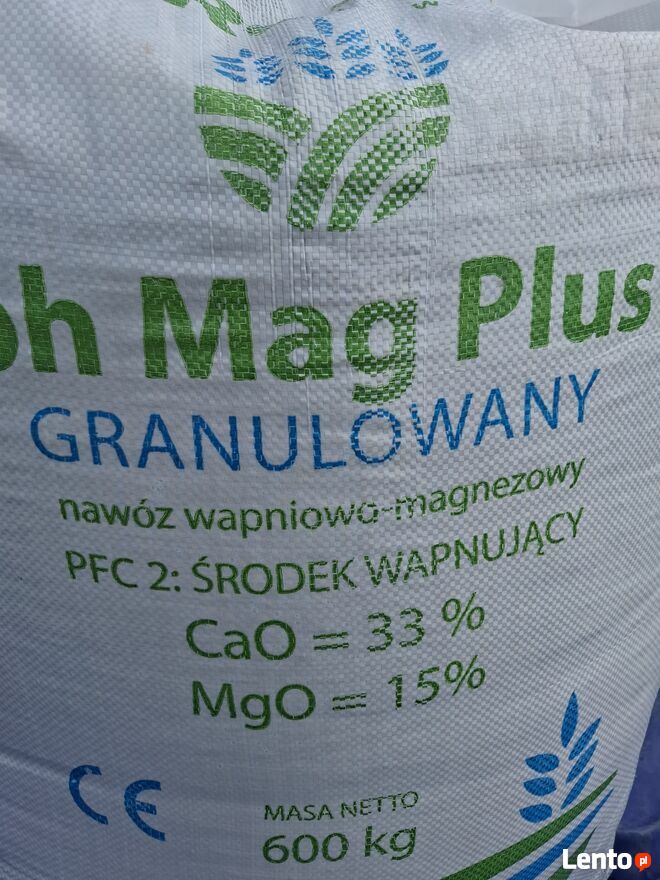 ph Mag Plus
GRANULOWANY
nawóz wapniowo-magnezowy
PFC 2: ŚRODEK WAPNUJĄCY
CaO = 33 %
MgO = 15%
CE
MASA NETTO
600 kg
Lento.pl